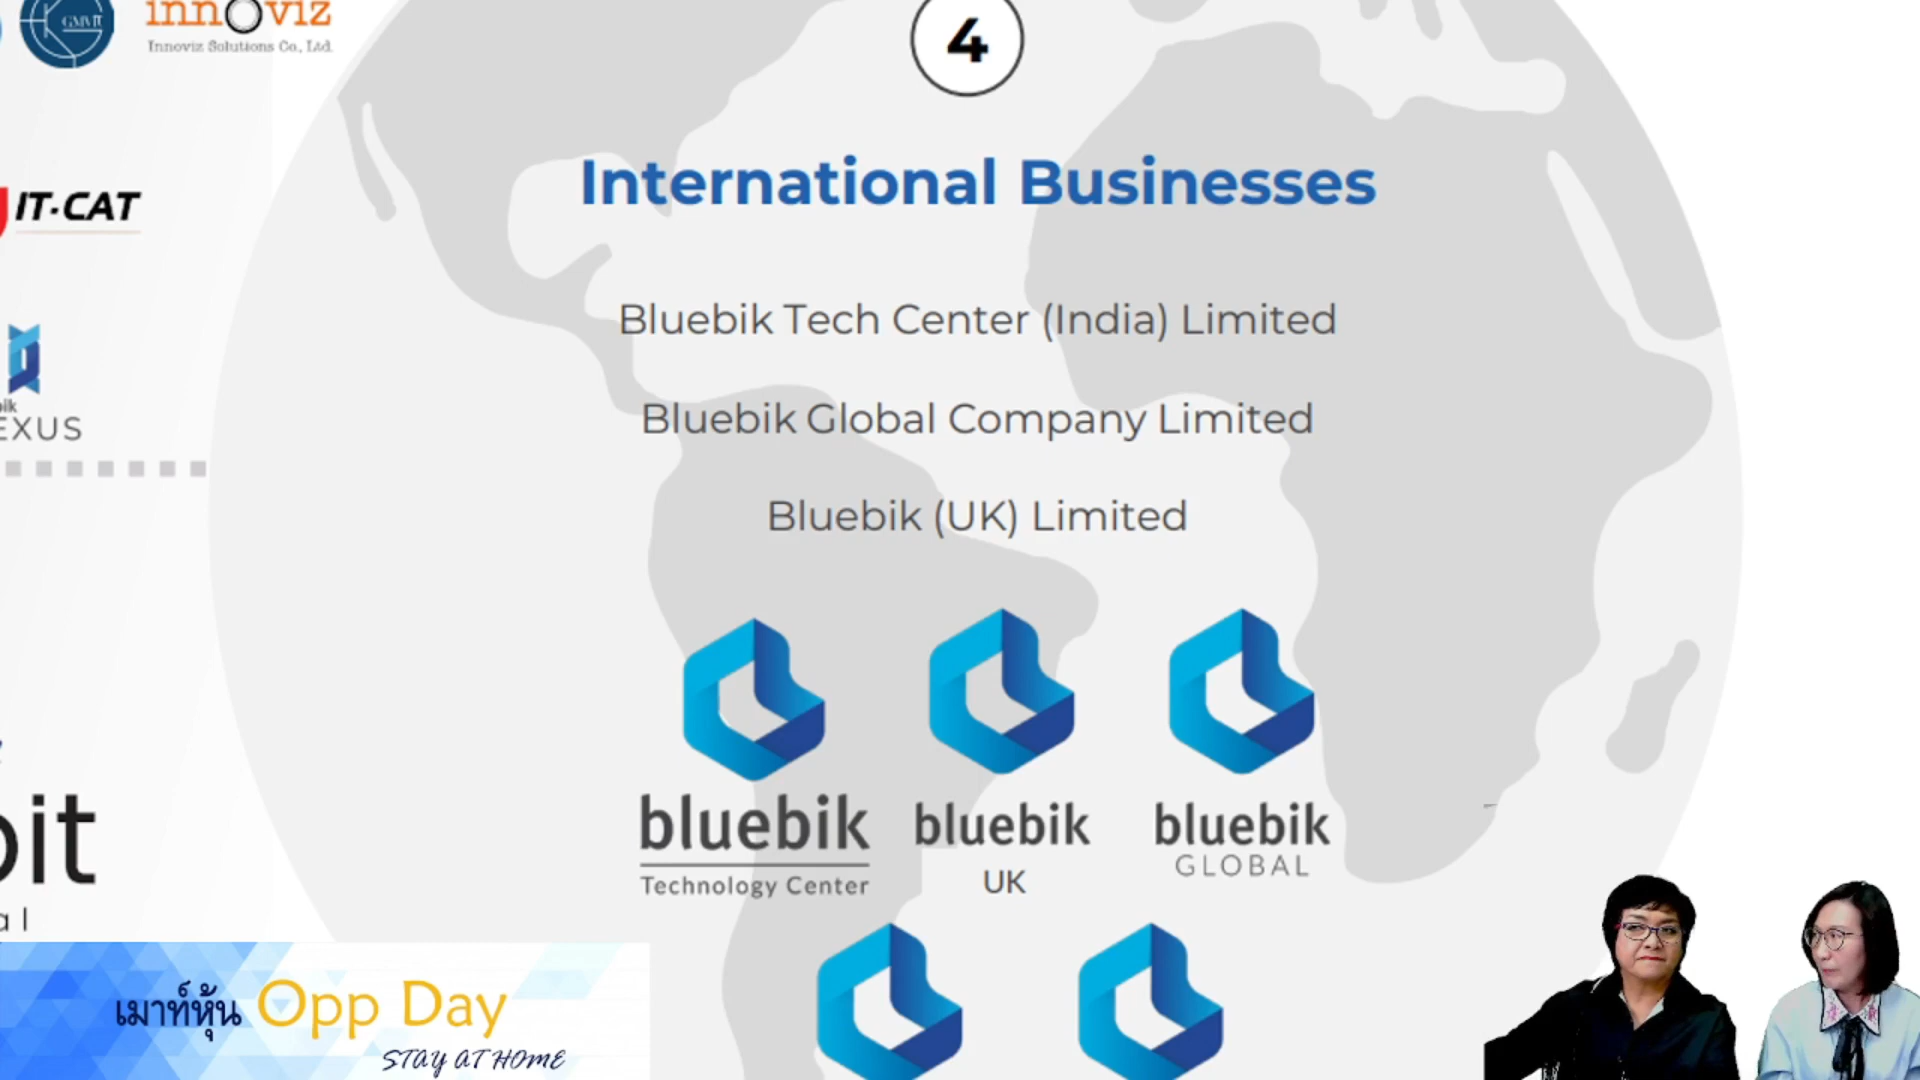 GMVIT
innoviz
Innoviz Solutions Co., Ltd.
IT·CAT
4
International Businesses
Bluebik Tech Center (India) Limited
Bluebik Global Company Limited
Bluebik (UK) Limited
bluebik
Technology Center
bluebik
UK
bluebik
GLOBAL
เมาท์หุ้น Opp Day
STAY AT HOME